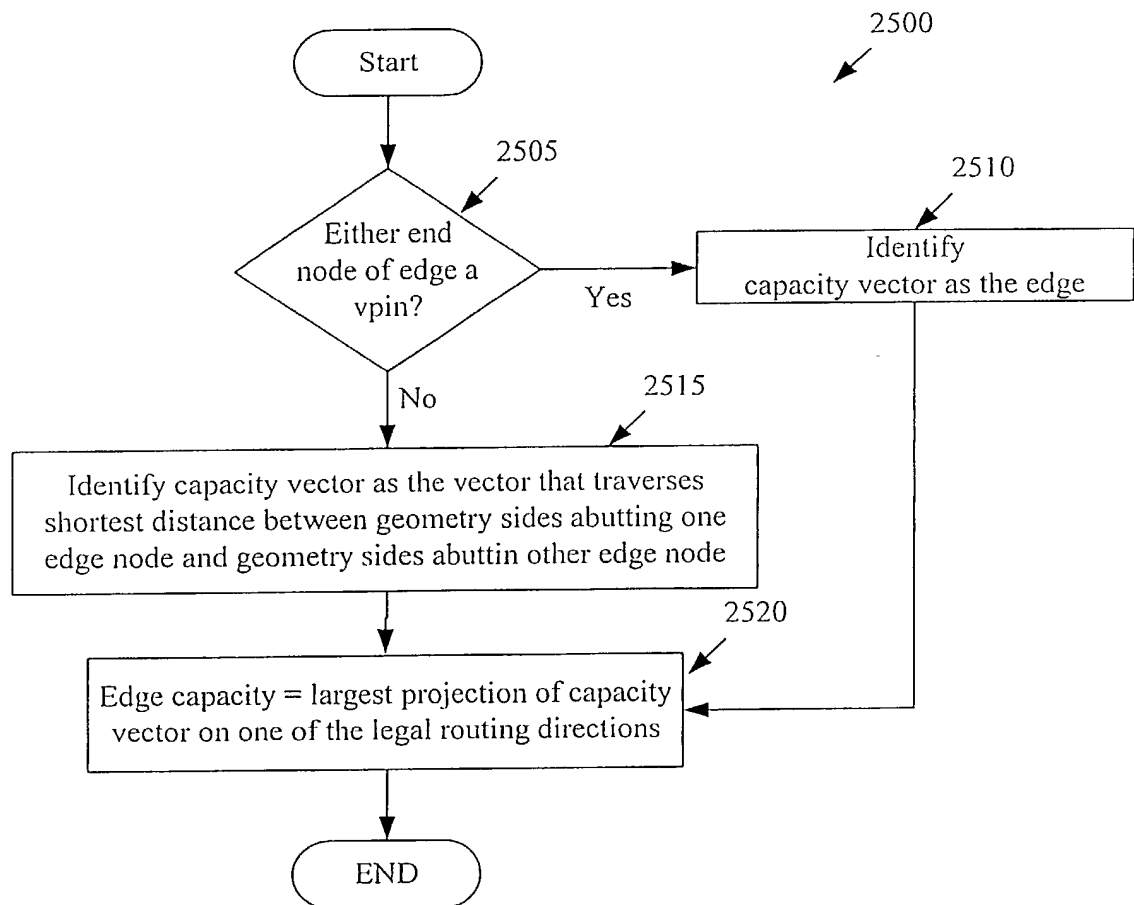 2500
Start
2505
Either end
node of edge a
vpin?
Yes
2510
Identify
capacity vector as the edge
No
2515
Identify capacity vector as the vector that traverses
shortest distance between geometry sides abutting one
edge node and geometry sides abuttin other edge node
2520
Edge capacity = largest projection of capacity
vector on one of the legal routing directions
END